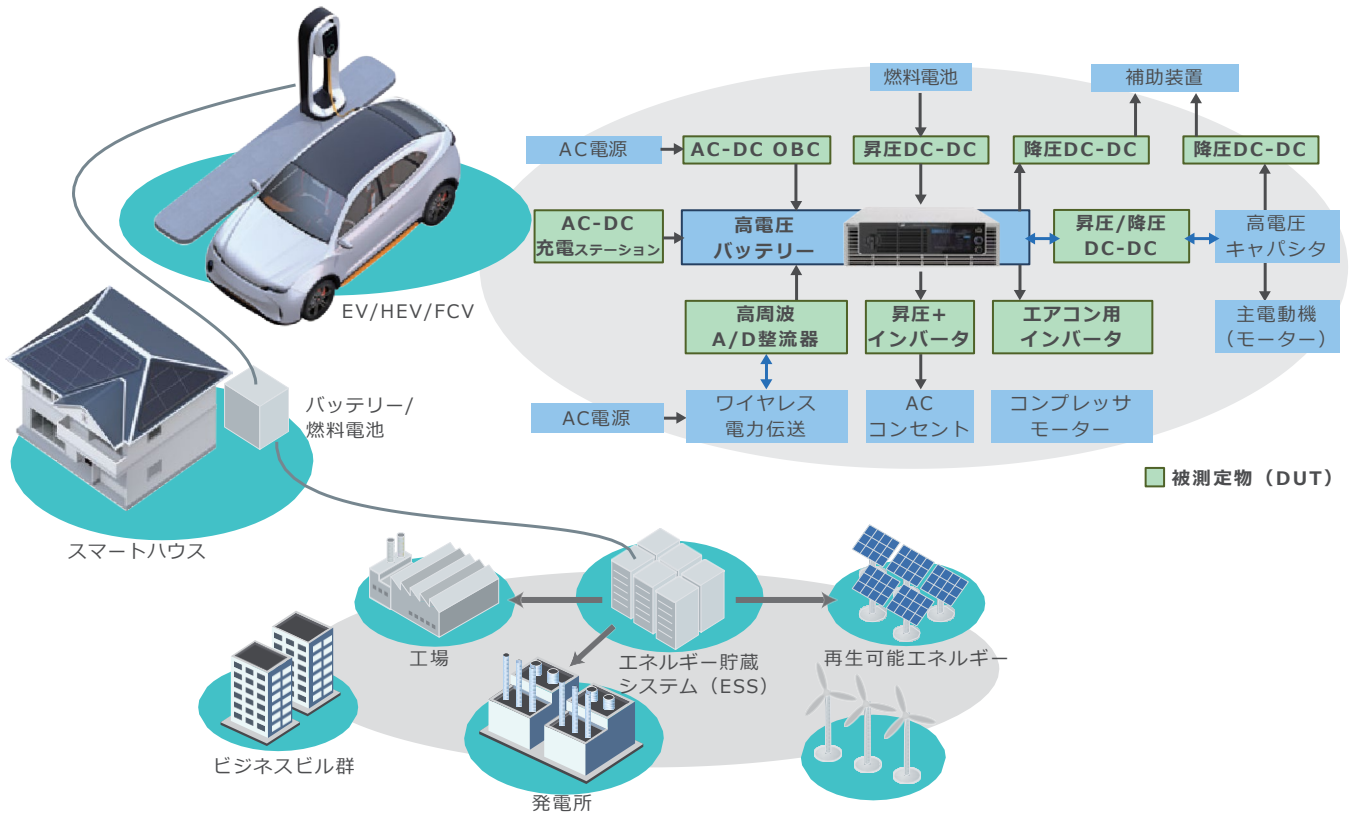 燃料電池
補助装置
AC電源
AC-DC OBC
昇圧DC-DC
降圧DC-DC
降圧DC-DC
AC-DC
充電ステーション
高電圧
バッテリー
昇圧/降圧
DC-DC
高電圧
キャパシタ
EV/HEV/FCV
高周波
A/D整流器
昇圧+
インバータ
エアコン用
インバータ
主電動機
（モーター）
AC電源
ワイヤレス
電力伝送
AC
コンセント
コンプレッサ
モーター
バッテリー/
燃料電池
被測定物（DUT）
スマートハウス
工場
エネルギー貯蔵
システム（ESS）
再生可能エネルギー
ビジネスビル群
発電所